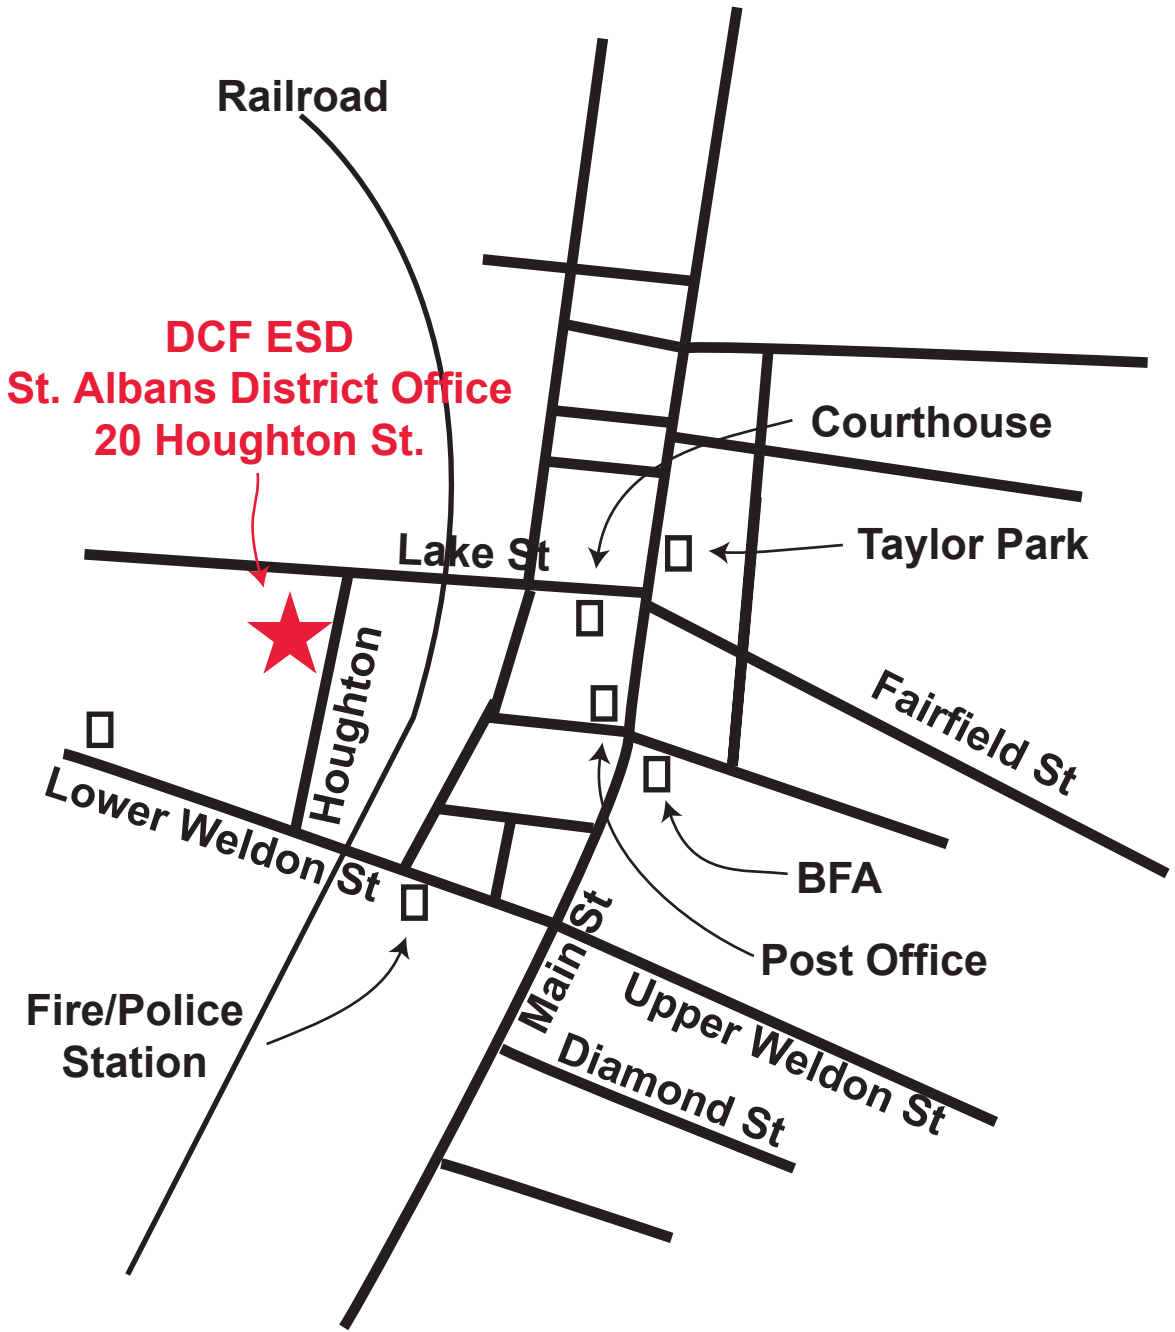 Railroad
DCF ESD
St. Albans District Office
20 Houghton St.
Courthouse
Taylor Park
Lake St
Houghton
Fairfield St
Lower Weldon St
BFA
Post Office
Main St
Upper Weldon St
Fire/Police
Station
Diamond St